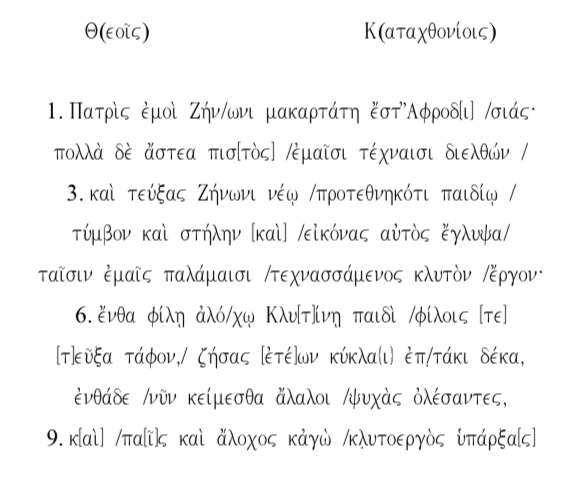 Θ(εοῖς) Κ(αταχθονίοις)
1. Πατρὶς ἐμοὶ Ζήν/ωνι μακαρτάτη ἔστ’’Αφροδ[ι] /σιάς·
πολλὰ δὲ ἄστεα πισ[τὸς] /ἐμαῖσι τέχναισι διελθών /
3. καὶ τεύξας Ζήνωνι νέῳ /προτεθνηκότι παιδίῳ /
τύμβον καὶ στήλην [καὶ] /εἰκόνας αὐτὸς ἔγλυψα/
ταῖσιν ἐμαῖς παλάμαισι /τεχνασσάμενος κλυτὸν /ἔργον·
6. ἔνθα φίλῃ ἀλό/χῳ Κλυ[τ]ίνῃ παιδὶ /φίλοις [τε]
[τ]εῦξα τάφον,/ ζήσας [ἐτέ]ων κύκλα(ι) ἐπ/τάκι δέκα,
ἐνθάδε /νῦν κείμεσθα ἄλαλοι /ψυχὰς ὀλέσαντες,
9. κ[αὶ] /πα[ῖ]ς καὶ ἄλοχος κἀγὼ /κλυτοεργὸς ὑπάρξα[ς]